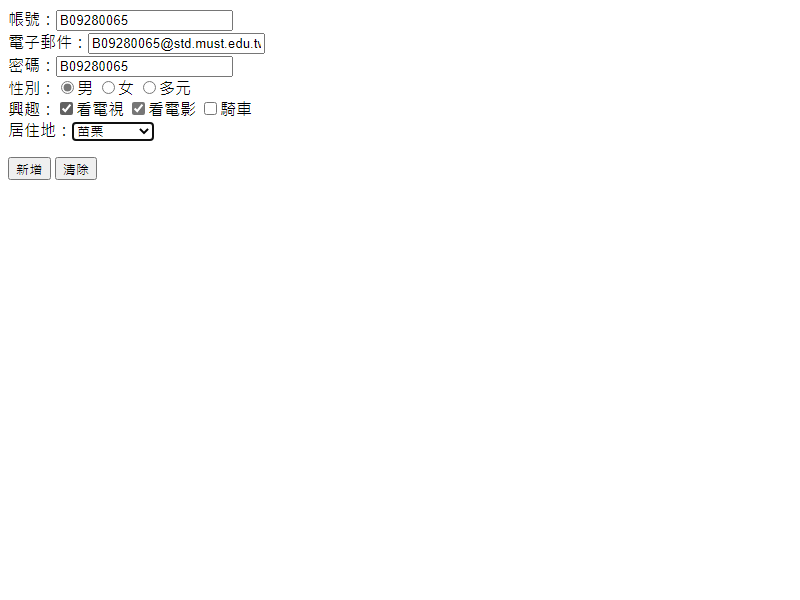 帳號：B09280065
電子郵件：B09280065@std.must.edu.tw
密碼：B09280065
性別：男 女 多元
興趣：看電視 看電影 騎車
居住地：苗栗
新增 清除